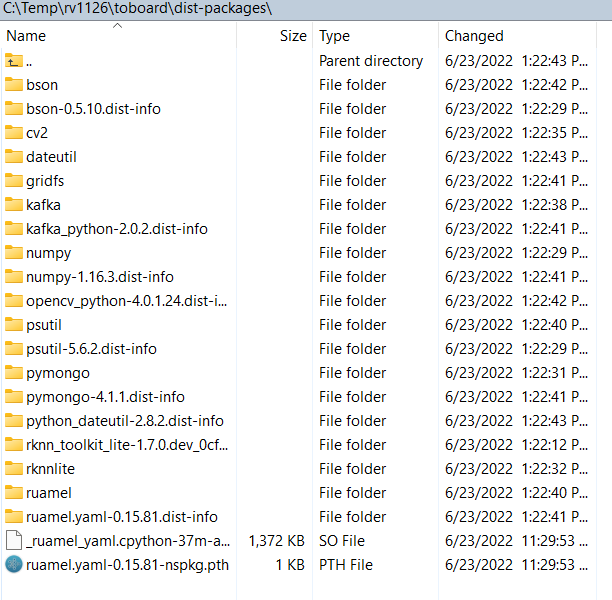 C:\Temp\rv1126\toboard\dist-packages\
Name Size Type Changed
.. Parent directory 6/23/2022 1:22:43 P...
bson File folder 6/23/2022 1:22:42 P...
bson-0.5.10.dist-info File folder 6/23/2022 1:22:29 P...
cv2 File folder 6/23/2022 1:22:35 P...
dateutil File folder 6/23/2022 1:22:43 P...
gridfs File folder 6/23/2022 1:22:41 P...
kafka File folder 6/23/2022 1:22:38 P...
kafka_python-2.0.2.dist-info File folder 6/23/2022 1:22:41 P...
numpy File folder 6/23/2022 1:22:29 P...
numpy-1.16.3.dist-info File folder 6/23/2022 1:22:41 P...
opencv_python-4.0.1.24.dist-i... File folder 6/23/2022 1:22:42 P...
psutil File folder 6/23/2022 1:22:40 P...
psutil-5.6.2.dist-info File folder 6/23/2022 1:22:29 P...
pymongo File folder 6/23/2022 1:22:31 P...
pymongo-4.1.1.dist-info File folder 6/23/2022 1:22:41 P...
python_dateutil-2.8.2.dist-info File folder 6/23/2022 1:22:43 P...
rknn_toolkit_lite-1.7.0.dev_0cf... File folder 6/23/2022 1:22:12 P...
rknnlite File folder 6/23/2022 1:22:32 P...
ruamel File folder 6/23/2022 1:22:40 P...
ruamel.yaml-0.15.81.dist-info File folder 6/23/2022 1:22:41 P...
_ruamel_yaml.cpython-37m-a... 1,372 KB SO File 6/23/2022 11:29:53 ...
ruamel.yaml-0.15.81-nspkg.pth 1 KB PTH File 6/23/2022 11:29:53 ...